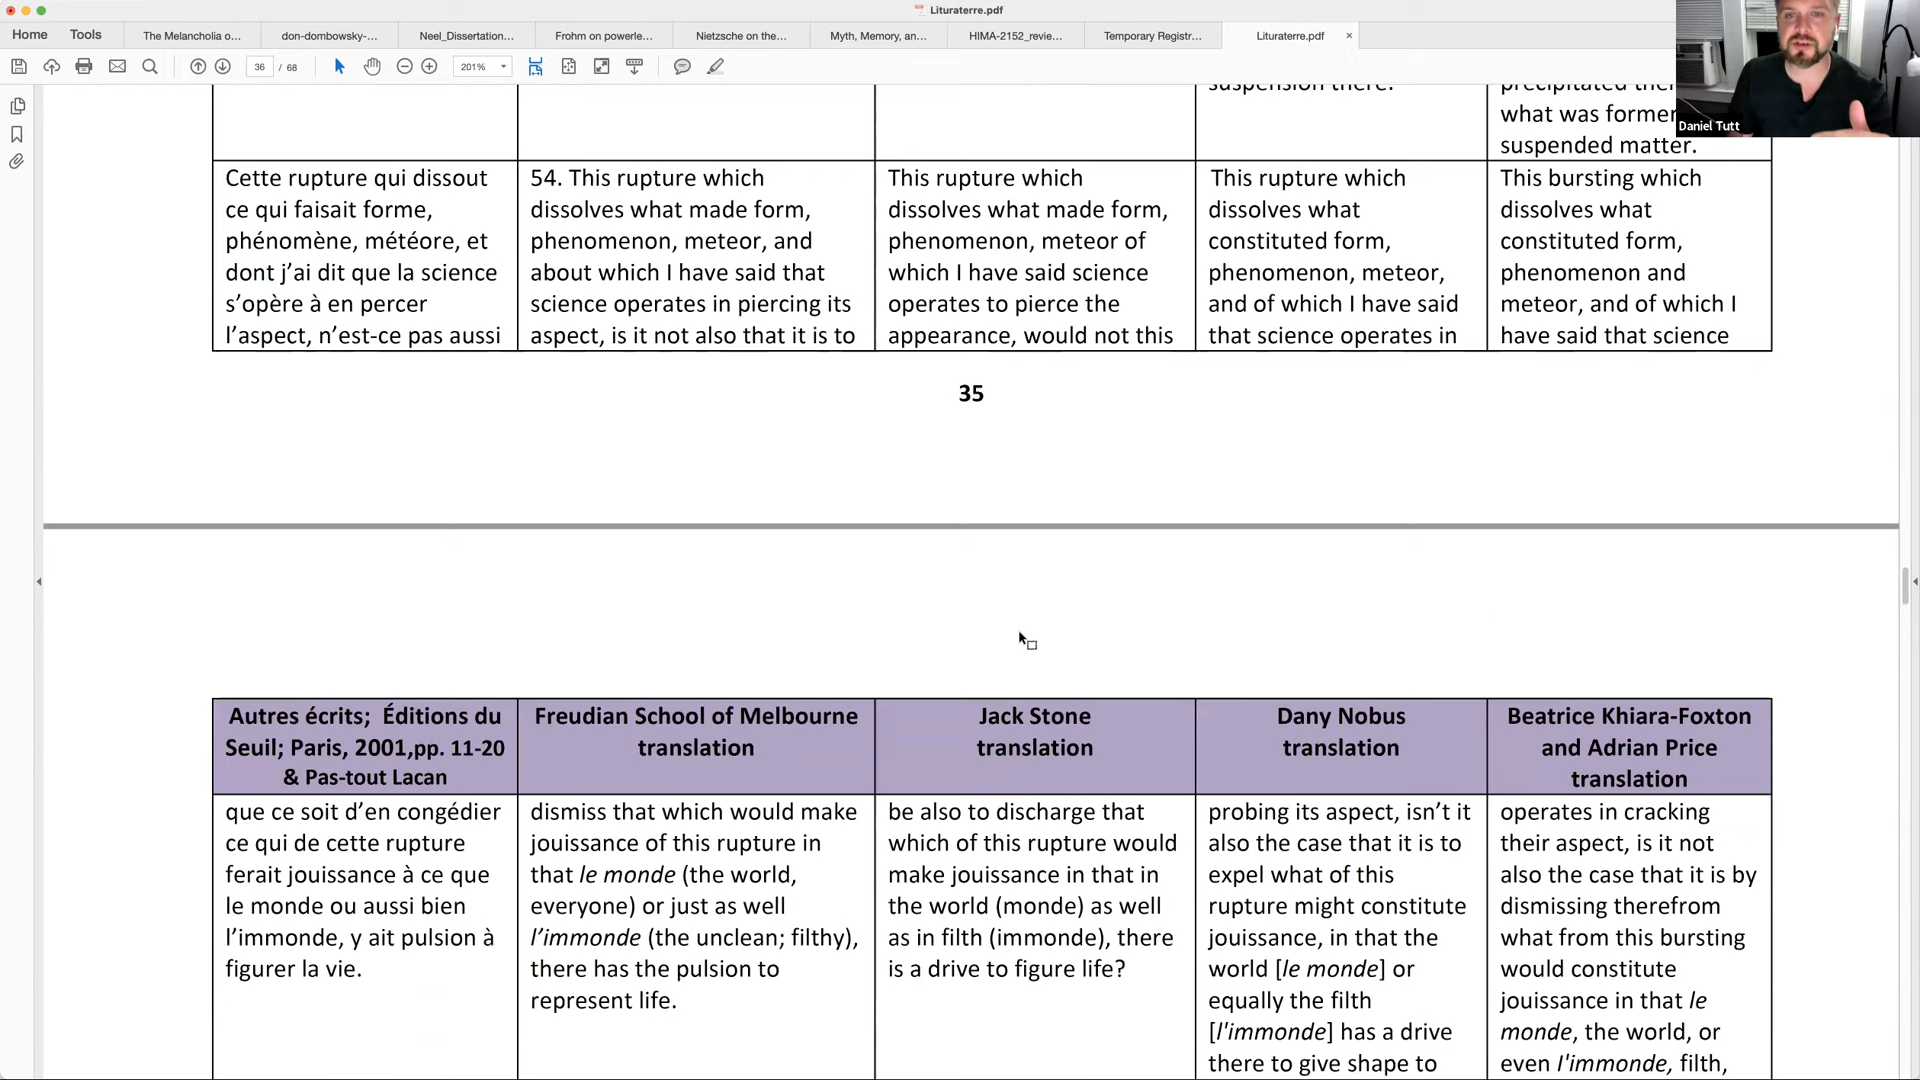 Lituraterre.pdf
Home Tools The Melancholia o... don-dombowsky-... Neel_Dissertation... Frohm on powerle... Nietzsche on the... Myth, Memory, an... HIMA-2152_revie... Temporary Registr... Lituraterre.pdf ×
36 / 68 201%
Daniel Tutt
suspension there.
what was former
suspended matter.
Cette rupture qui dissout
ce qui faisait forme,
phénomène, météore, et
dont j’ai dit que la science
s’opère à en percer
l’aspect, n’est-ce pas aussi
54. This rupture which
dissolves what made form,
phenomenon, meteor, and
about which I have said that
science operates in piercing its
aspect, is it not also that it is to
This rupture which
dissolves what made form,
phenomenon, meteor of
which I have said science
operates to pierce the
appearance, would not this
This rupture which
dissolves what
constituted form,
phenomenon, meteor,
and of which I have said
that science operates in
This bursting which
dissolves what
constituted form,
phenomenon and
meteor, and of which I
have said that science
35
Autres écrits; Éditions du
Seuil; Paris, 2001,pp. 11-20
& Pas-tout Lacan
Freudian School of Melbourne
translation
Jack Stone
translation
Dany Nobus
translation
Beatrice Khiara-Foxton
and Adrian Price
translation
que ce soit d’en congédier
ce qui de cette rupture
ferait jouissance à ce que
le monde ou aussi bien
l’immonde, y ait pulsion à
figurer la vie.
dismiss that which would make
jouissance of this rupture in
that le monde (the world,
everyone) or just as well
l’immonde (the unclean; filthy),
there has the pulsion to
represent life.
be also to discharge that
which of this rupture would
make jouissance in that in
the world (monde) as well
as in filth (immonde), there
is a drive to figure life?
probing its aspect, isn’t it
also the case that it is to
expel what of this
rupture might constitute
jouissance, in that the
world [le monde] or
equally the filth
[l'immonde] has a drive
there to give shape to
operates in cracking
their aspect, is it not
also the case that it is by
dismissing therefrom
what from this bursting
would constitute
jouissance in that le
monde, the world, or
even l'immonde, filth,